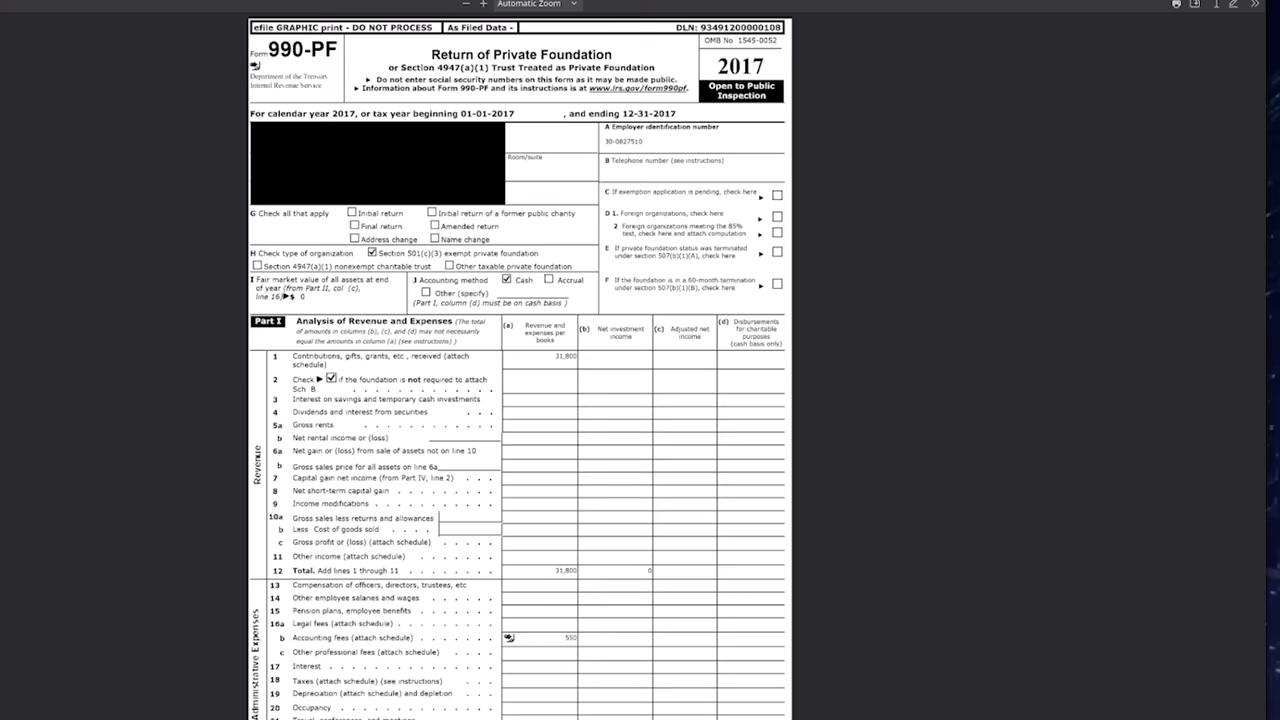 Automatic Zoom
efile GRAPHIC print - DO NOT PROCESS
As Filed Data -
DLN: 93491200000108
Form 990-PF
Department of the Treasury
Internal Revenue Service
Return of Private Foundation
or Section 4947(a)(1) Trust Treated as Private Foundation
► Do not enter social security numbers on this form as it may be made public.
► Information about Form 990-PF and its instructions is at www.irs.gov/form990pf.
OMB No 1545-0052
2017
Open to Public
Inspection
For calendar year 2017, or tax year beginning 01-01-2017 , and ending 12-31-2017
Room/suite
A Employer identification number
30-0827510
B Telephone number (see instructions)
C If exemption application is pending, check here
D 1. Foreign organizations, check here
2 Foreign organizations meeting the 85%
test, check here and attach computation
E If private foundation status was terminated
under section 507(b)(1)(A), check here
F If the foundation is in a 60-month termination
under section 507(b)(1)(B), check here
G Check all that apply
Initial return
Initial return of a former public charity
Final return
Amended return
Address change
Name change
H Check type of organization
Section 501(c)(3) exempt private foundation
Section 4947(a)(1) nonexempt charitable trust
Other taxable private foundation
I Fair market value of all assets at end
of year (from Part II, col (c),
line 16) ►$ 0
J Accounting method
Cash
Accrual
Other (specify)
(Part I, column (d) must be on cash basis )
Part I
Analysis of Revenue and Expenses (The total
of amounts in columns (b), (c), and (d) may not necessarily
equal the amounts in column (a) (see instructions) )
(a) Revenue and
expenses per
books
(b) Net investment
income
(c) Adjusted net
income
(d) Disbursements
for charitable
purposes
(cash basis only)
Revenue
1 Contributions, gifts, grants, etc , received (attach
schedule)
31,800
2 Check ► if the foundation is not required to attach
Sch B . . . . . . . . . . . .
3 Interest on savings and temporary cash investments
4 Dividends and interest from securities . . .
5a Gross rents . . . . . . . . . . . .
b Net rental income or (loss)
6a Net gain or (loss) from sale of assets not on line 10
b Gross sales price for all assets on line 6a
7 Capital gain net income (from Part IV, line 2) . . .
8 Net short-term capital gain . . . . . . . . .
9 Income modifications . . . . . . . . . . .
10a Gross sales less returns and allowances
b Less Cost of goods sold . . . .
c Gross profit or (loss) (attach schedule) . . . . .
11 Other income (attach schedule) . . . . . . .
12 Total. Add lines 1 through 11 . . . . . . . .
31,800
0
Administrative Expenses
13 Compensation of officers, directors, trustees, etc
14 Other employee salaries and wages . . . . . . .
15 Pension plans, employee benefits . . . . . . .
16a Legal fees (attach schedule) . . . . . . . . .
b Accounting fees (attach schedule) . . . . . . .
550
c Other professional fees (attach schedule) . . . . .
17 Interest . . . . . . . . . . . . . .
18 Taxes (attach schedule) (see instructions) . . .
19 Depreciation (attach schedule) and depletion . . . .
20 Occupancy . . . . . . . . . . . .